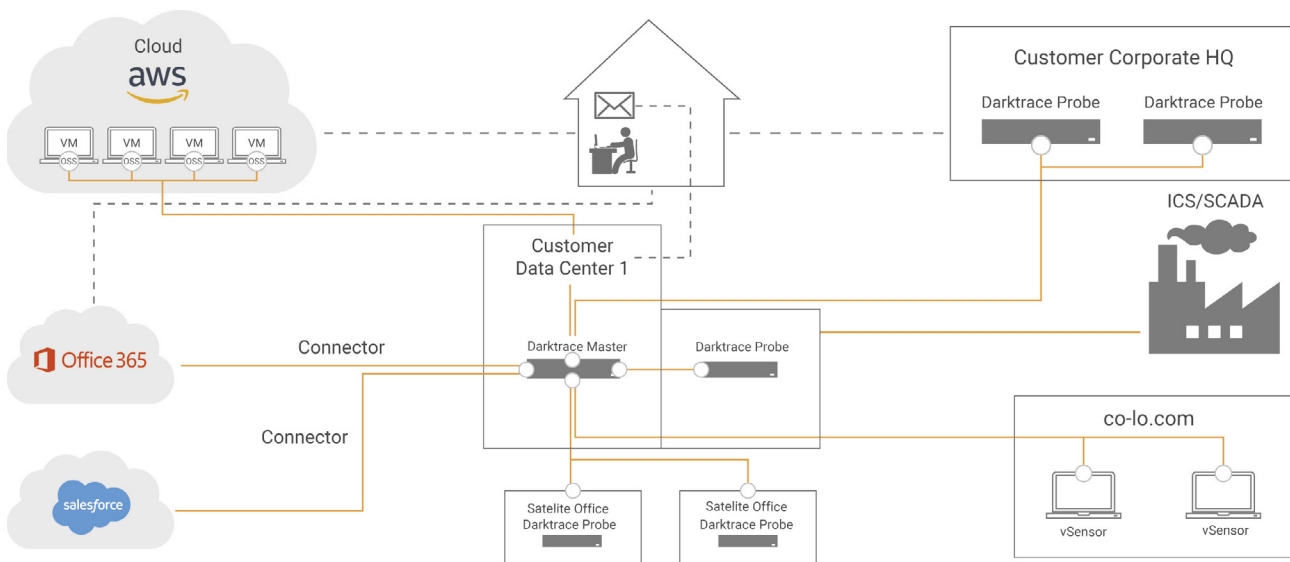 Cloud
aws
VM
VM
VM
VM
OSS
OSS
OSS
OSS
Customer Corporate HQ
Darktrace Probe
Darktrace Probe
ICS/SCADA
Customer
Data Center 1
Office 365
Connector
Darktrace Master
Darktrace Probe
Connector
salesforce
co-lo.com
vSensor
vSensor
Satelite Office
Darktrace Probe
Satelite Office
Darktrace Probe